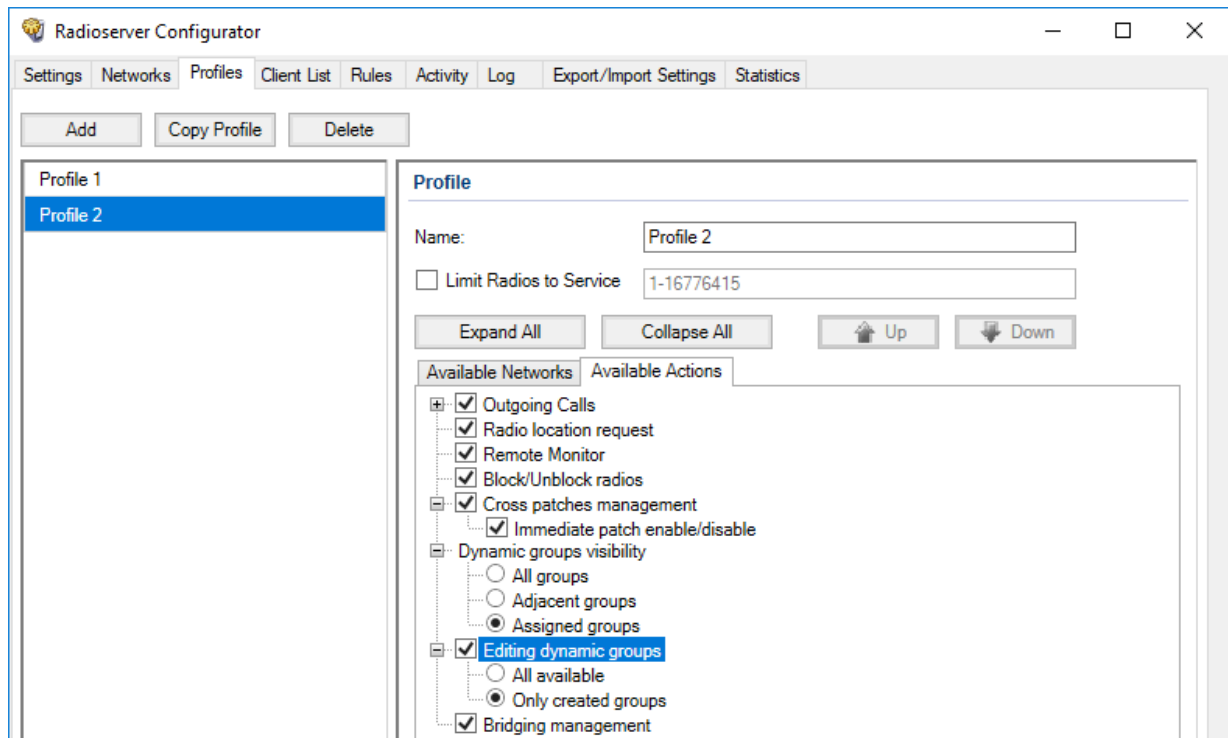 Radioserver Configurator
Settings Networks Profiles Client List Rules Activity Log Export/Import Settings Statistics
Add Copy Profile Delete
Profile 1
Profile 2
Profile
Name: Profile 2
Limit Radios to Service 1-16776415
Expand All Collapse All Up Down
Available Networks Available Actions
Outgoing Calls
Radio location request
Remote Monitor
Block/Unblock radios
Cross patches management
Immediate patch enable/disable
Dynamic groups visibility
All groups
Adjacent groups
Assigned groups
Editing dynamic groups
All available
Only created groups
Bridging management